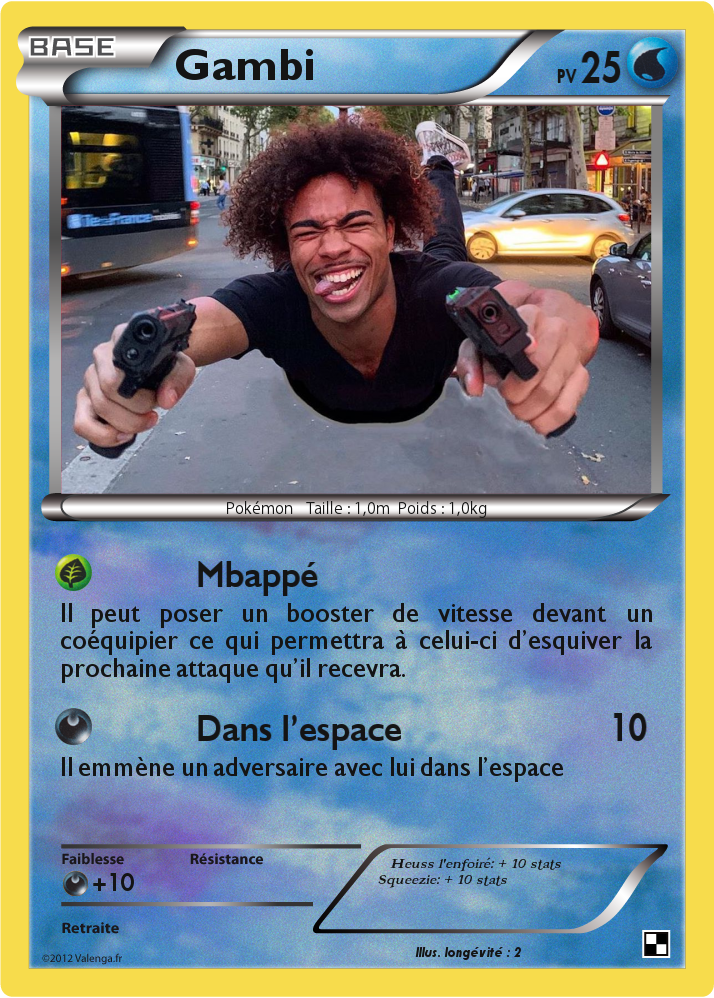 BASE
Gambi
PV 25
IledeFrance
Pokémon Taille : 1,0m Poids : 1,0kg
Mbappé
Il peut poser un booster de vitesse devant un
coéquipier ce qui permettra à celui-ci d'esquiver la
prochaine attaque qu'il recevra.
Dans l'espace 10
Il emmène un adversaire avec lui dans l'espace
Faiblesse Résistance
+10
Heuss l'enfoiré: + 10 stats
Squeezie: + 10 stats
Retraite
Illus. longévité : 2
©2012 Valenga.fr